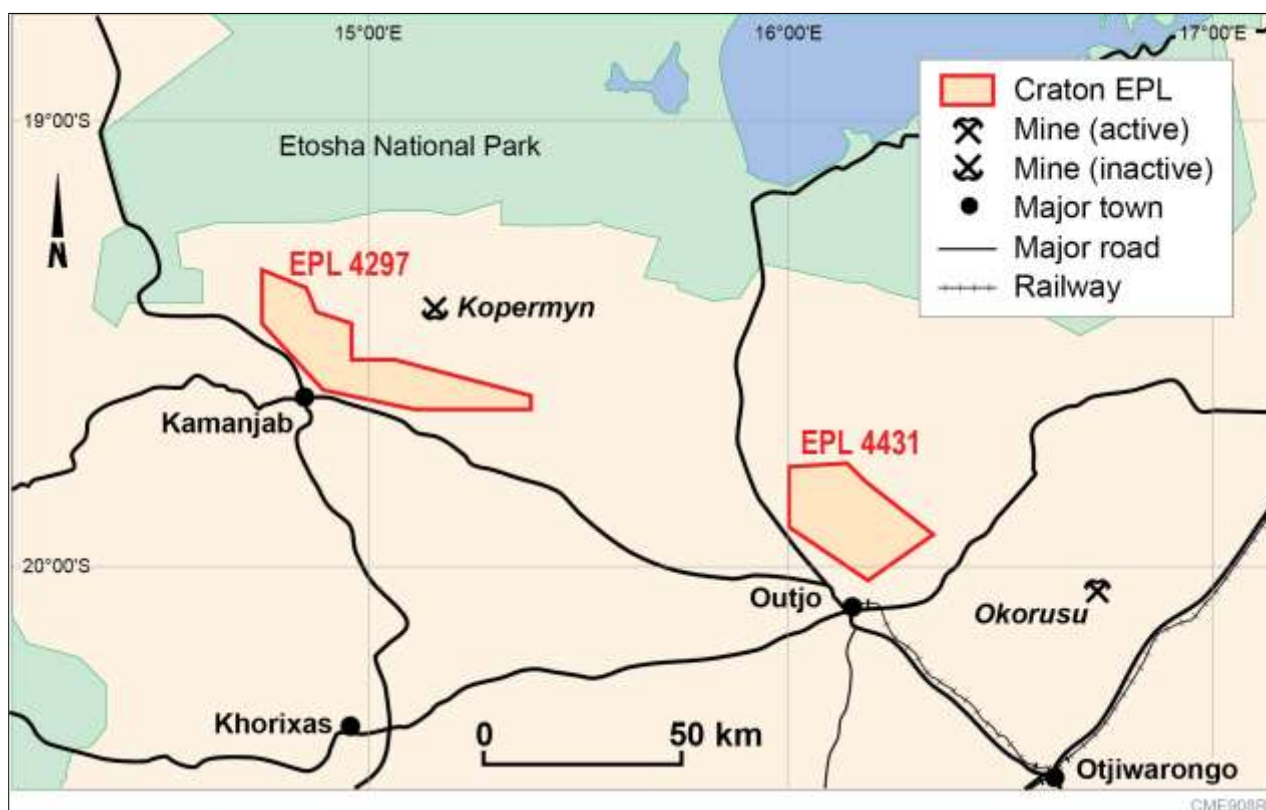 15°00'E
16°00'E
17°00'E
Craton EPL
Mine (active)
Mine (inactive)
Major town
Major road
Railway
19°00'S
Etosha National Park
N
EPL 4297
Kopermyn
Kamanjab
EPL 4431
20°00'S
Outjo
Okorusu
Khorixas
0 50 km
Otjiwarongo
CME908R